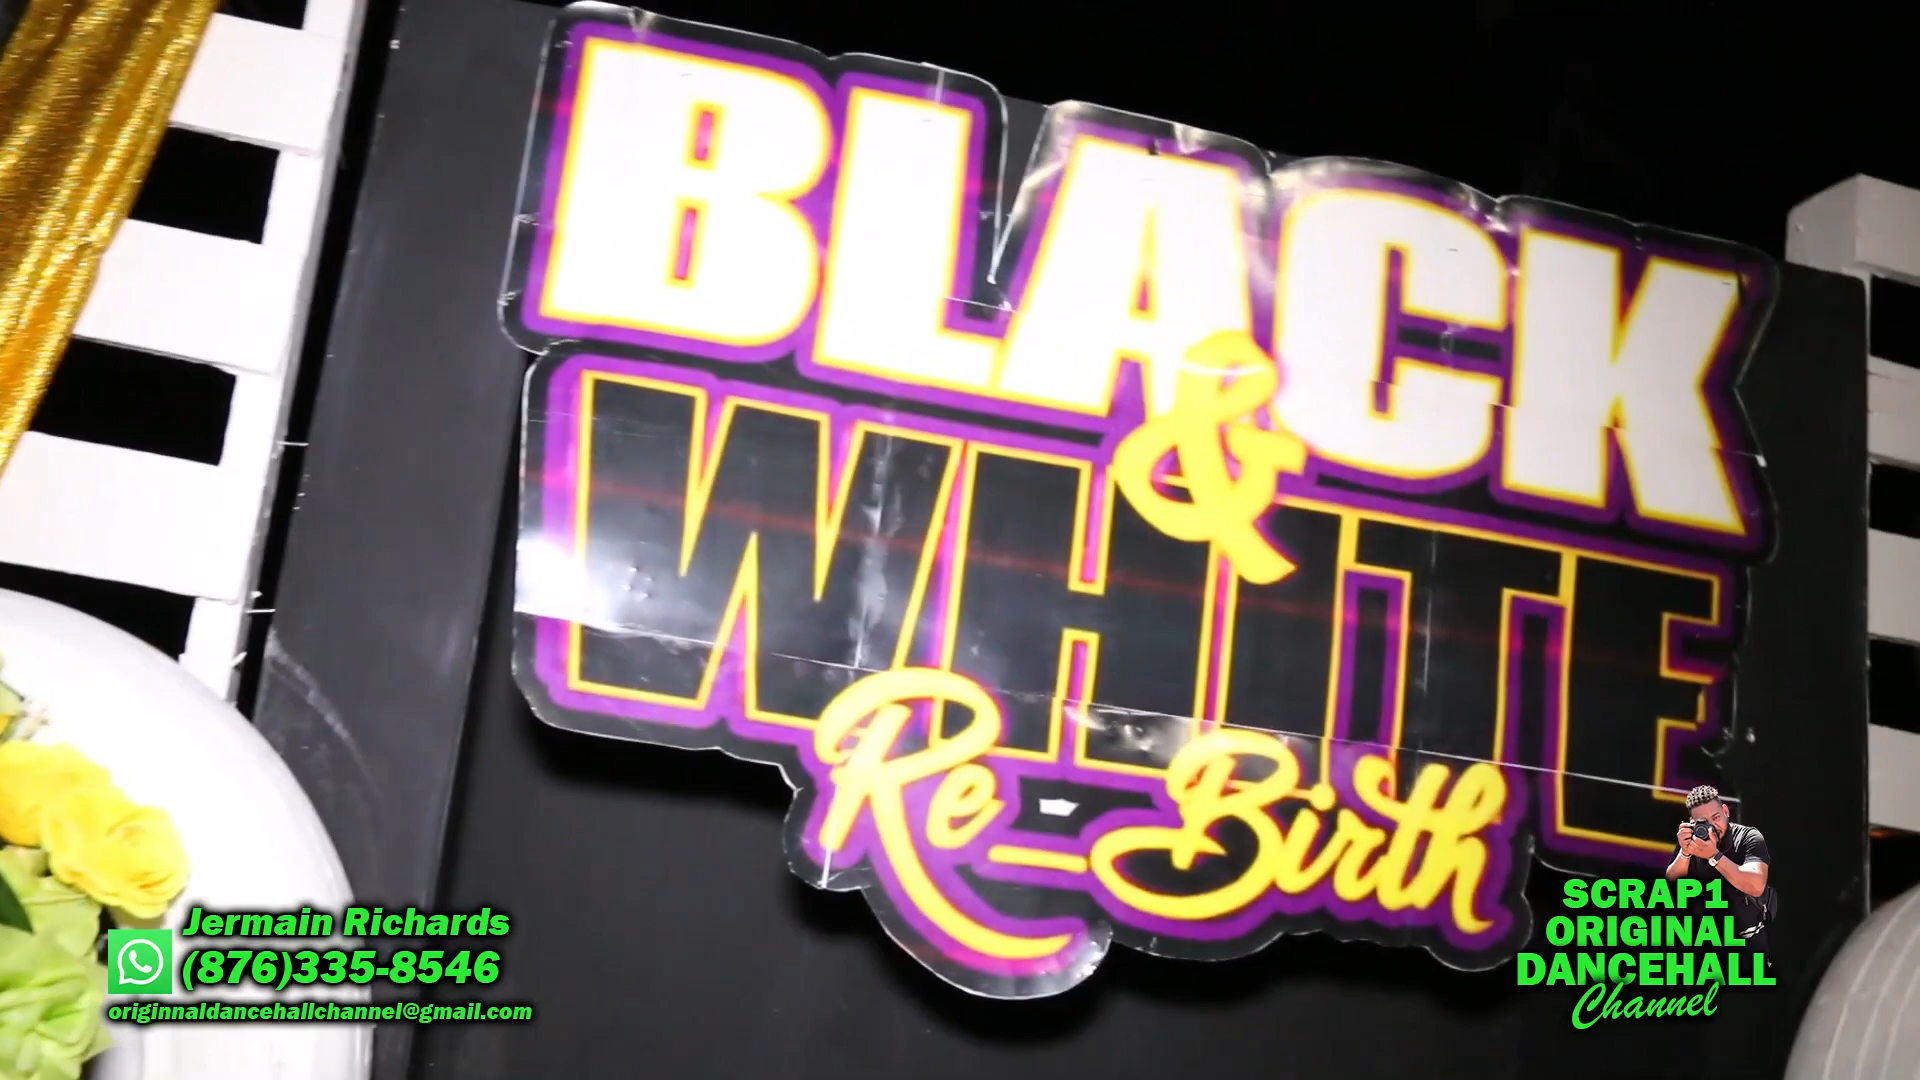 BLACK
&
WHITE
Re-Birth
Jermain Richards
(876)335-8546
originnaldancehallchannel@gmail.com
SCRAP1
ORIGINAL
DANCEHALL
Channel